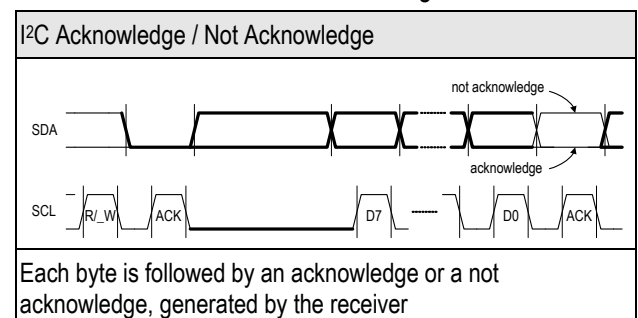 I²C Acknowledge / Not Acknowledge
not acknowledge
SDA
acknowledge
SCL R/_W ACK D7 D0 ACK
Each byte is followed by an acknowledge or a not
acknowledge, generated by the receiver